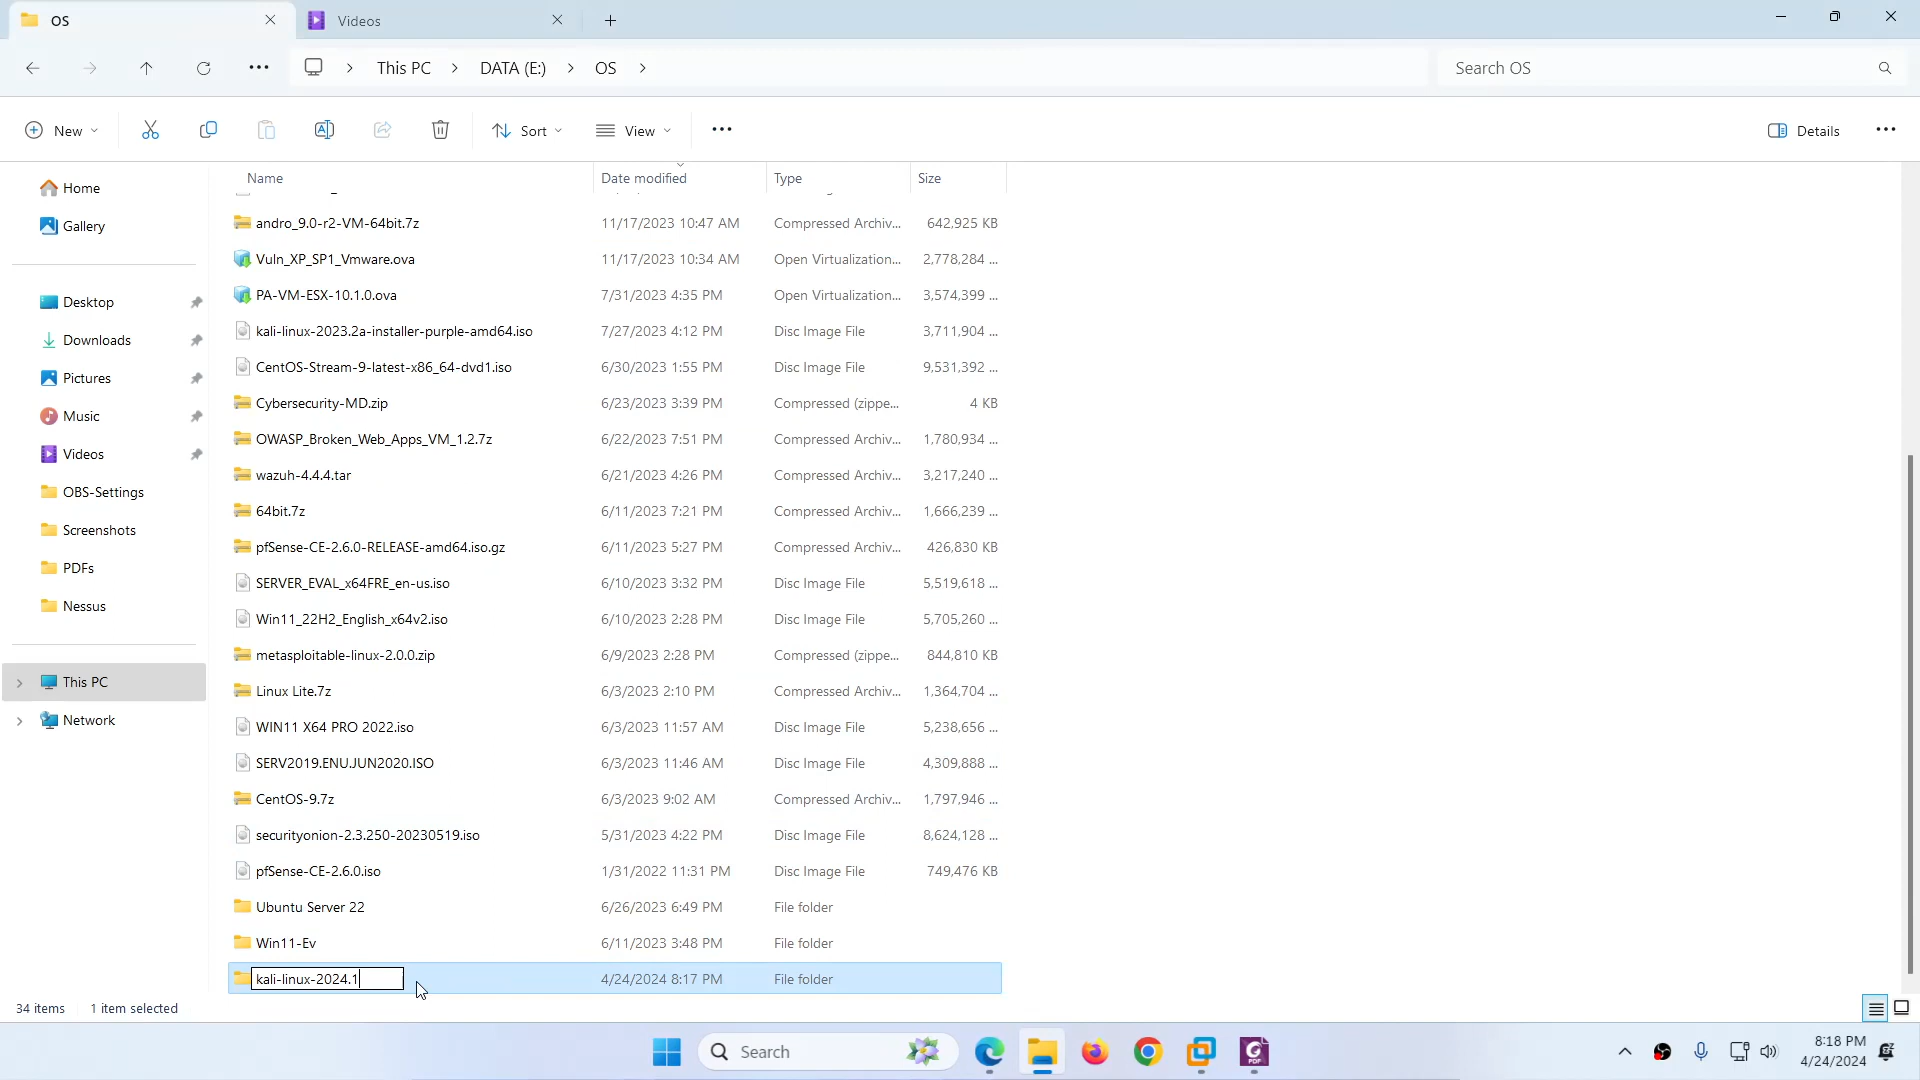 OS
Videos
This PC
DATA (E:)
OS
Search OS
New
Sort
View
Details
Name
Date modified
Type
Size
Home
Gallery
Desktop
Downloads
Pictures
Music
Videos
OBS-Settings
Screenshots
PDFs
Nessus
This PC
Network
andro_9.0-r2-VM-64bit.7z 11/17/2023 10:47 AM Compressed Archiv... 642,925 KB
Vuln_XP_SP1_Vmware.ova 11/17/2023 10:34 AM Open Virtualization... 2,778,284 ...
PA-VM-ESX-10.1.0.ova 7/31/2023 4:35 PM Open Virtualization... 3,574,399 ...
kali-linux-2023.2a-installer-purple-amd64.iso 7/27/2023 4:12 PM Disc Image File 3,711,904 ...
CentOS-Stream-9-latest-x86_64-dvd1.iso 6/30/2023 1:55 PM Disc Image File 9,531,392 ...
Cybersecurity-MD.zip 6/23/2023 3:39 PM Compressed (zippe... 4 KB
OWASP_Broken_Web_Apps_VM_1.2.7z 6/22/2023 7:51 PM Compressed Archiv... 1,780,934 ...
wazuh-4.4.4.tar 6/21/2023 4:26 PM Compressed Archiv... 3,217,240 ...
64bit.7z 6/11/2023 7:21 PM Compressed Archiv... 1,666,239 ...
pfSense-CE-2.6.0-RELEASE-amd64.iso.gz 6/11/2023 5:27 PM Compressed Archiv... 426,830 KB
SERVER_EVAL_x64FRE_en-us.iso 6/10/2023 3:32 PM Disc Image File 5,519,618 ...
Win11_22H2_English_x64v2.iso 6/10/2023 2:28 PM Disc Image File 5,705,260 ...
metasploitable-linux-2.0.0.zip 6/9/2023 2:28 PM Compressed (zippe... 844,810 KB
Linux Lite.7z 6/3/2023 2:10 PM Compressed Archiv... 1,364,704 ...
WIN11 X64 PRO 2022.iso 6/3/2023 11:57 AM Disc Image File 5,238,656 ...
SERV2019.ENU.JUN2020.ISO 6/3/2023 11:46 AM Disc Image File 4,309,888 ...
CentOS-9.7z 6/3/2023 9:02 AM Compressed Archiv... 1,797,946 ...
securityonion-2.3.250-20230519.iso 5/31/2023 4:22 PM Disc Image File 8,624,128 ...
pfSense-CE-2.6.0.iso 1/31/2022 11:31 PM Disc Image File 749,476 KB
Ubuntu Server 22 6/26/2023 6:49 PM File folder
Win11-Ev 6/11/2023 3:48 PM File folder
kali-linux-2024.1 4/24/2024 8:17 PM File folder
34 items 1 item selected
Search
PDF
8:18 PM
4/24/2024